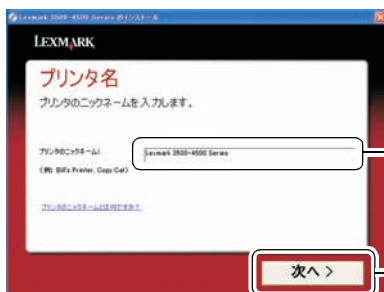 Lexmark 3500-4500 Series のインストール
LEXMARK
プリンタ名
プリンタのニックネームを入力します。
プリンタのニックネーム:
Lexmark 3500-4500 Series
(例: Bill's Printer, Copy Cat)
プリンタのニックネームとは何ですか?
次へ >